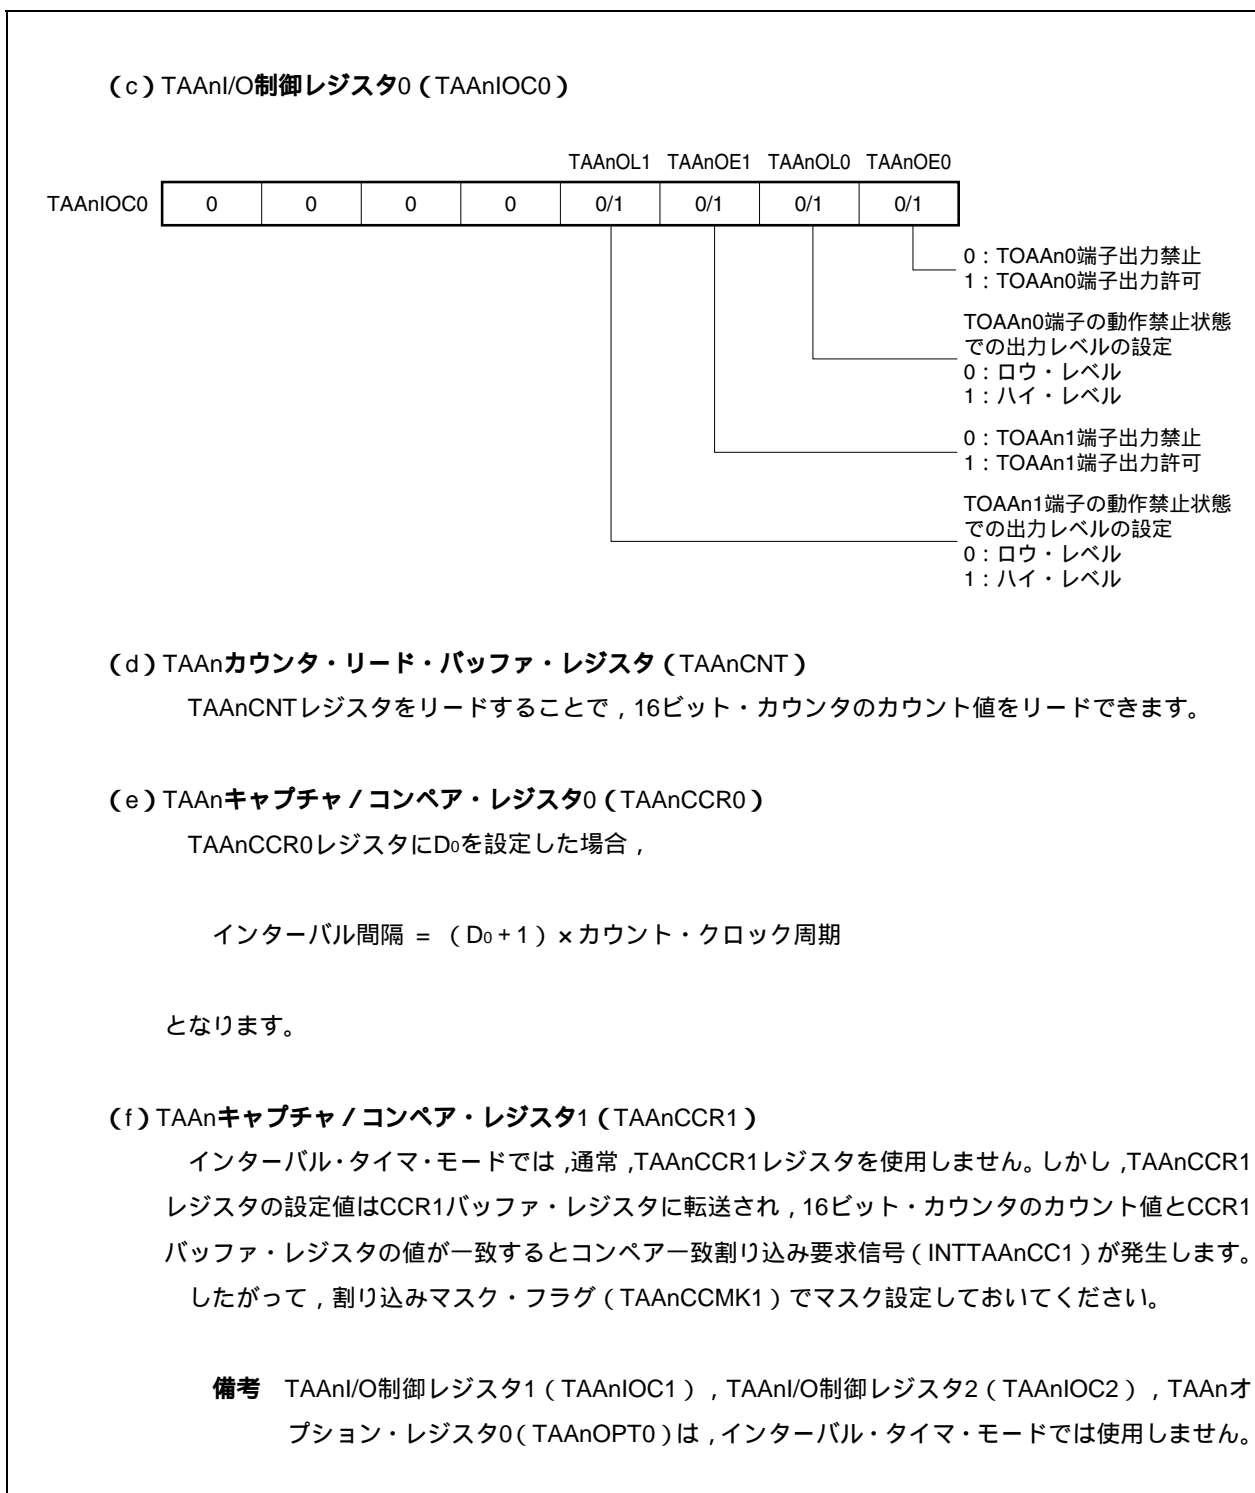 （c）TAAnI/O制御レジスタ0（TAAnIOC0）
TAAnOL1 TAAnOE1 TAAnOL0 TAAnOE0
TAAnIOC0 0 0 0 0 0/1 0/1 0/1 0/1
0：TOAAn0端子出力禁止
1：TOAAn0端子出力許可
TOAAn0端子の動作禁止状態
での出力レベルの設定
0：ロウ・レベル
1：ハイ・レベル
0：TOAAn1端子出力禁止
1：TOAAn1端子出力許可
TOAAn1端子の動作禁止状態
での出力レベルの設定
0：ロウ・レベル
1：ハイ・レベル
（d）TAAnカウンタ・リード・バッファ・レジスタ（TAAnCNT）
TAAnCNTレジスタをリードすることで，16ビット・カウンタのカウント値をリードできます。
（e）TAAnキャプチャ／コンペア・レジスタ0（TAAnCCR0）
TAAnCCR0レジスタにD0を設定した場合，
インターバル間隔 = （D0＋1）×カウント・クロック周期
となります。
（f）TAAnキャプチャ／コンペア・レジスタ1（TAAnCCR1）
インターバル・タイマ・モードでは，通常，TAAnCCR1レジスタを使用しません。しかし，TAAnCCR1
レジスタの設定値はCCR1バッファ・レジスタに転送され，16ビット・カウンタのカウント値とCCR1
バッファ・レジスタの値が一致するとコンペア一致割り込み要求信号（INTTAAnCC1）が発生します。
したがって，割り込みマスク・フラグ（TAAnCCMK1）でマスク設定しておいてください。
備考 TAAnI/O制御レジスタ1（TAAnIOC1），TAAnI/O制御レジスタ2（TAAnIOC2），TAAnオ
プション・レジスタ0（TAAnOPT0）は，インターバル・タイマ・モードでは使用しません。